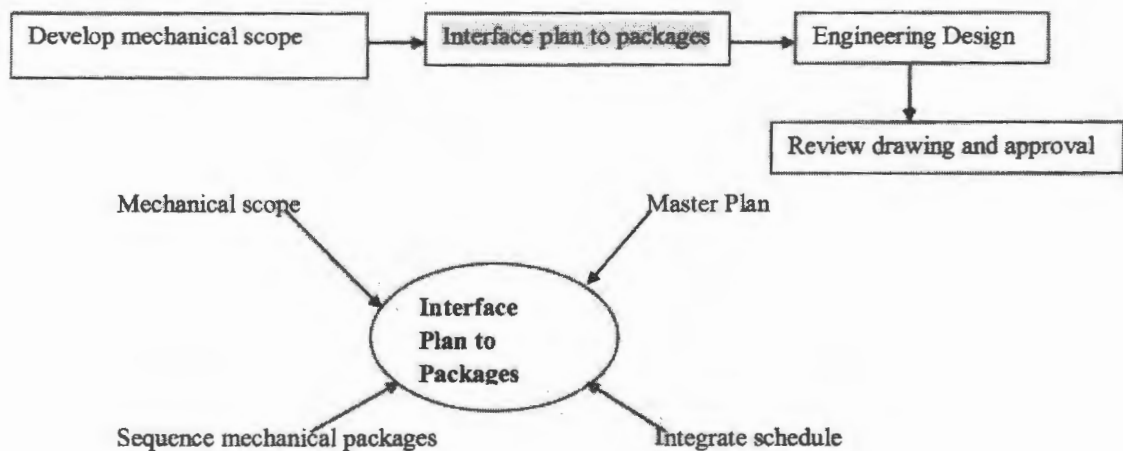 Develop mechanical scope
Interface plan to packages
Engineering Design
Review drawing and approval
Mechanical scope
Master Plan
Interface
Plan to
Packages
Sequence mechanical packages
Integrate schedule